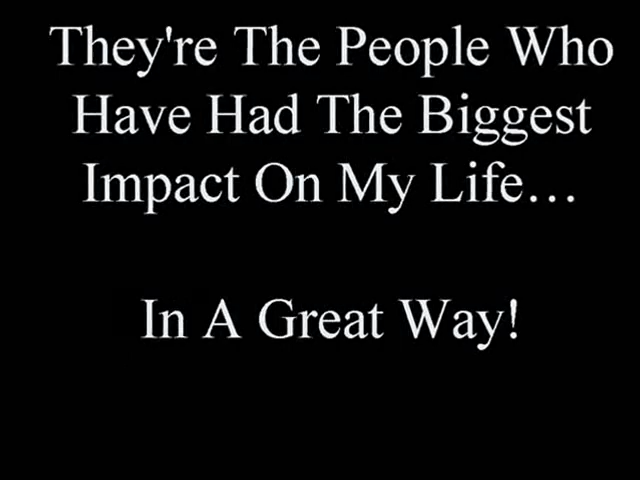 They're The People Who
Have Had The Biggest
Impact On My Life…
In A Great Way!